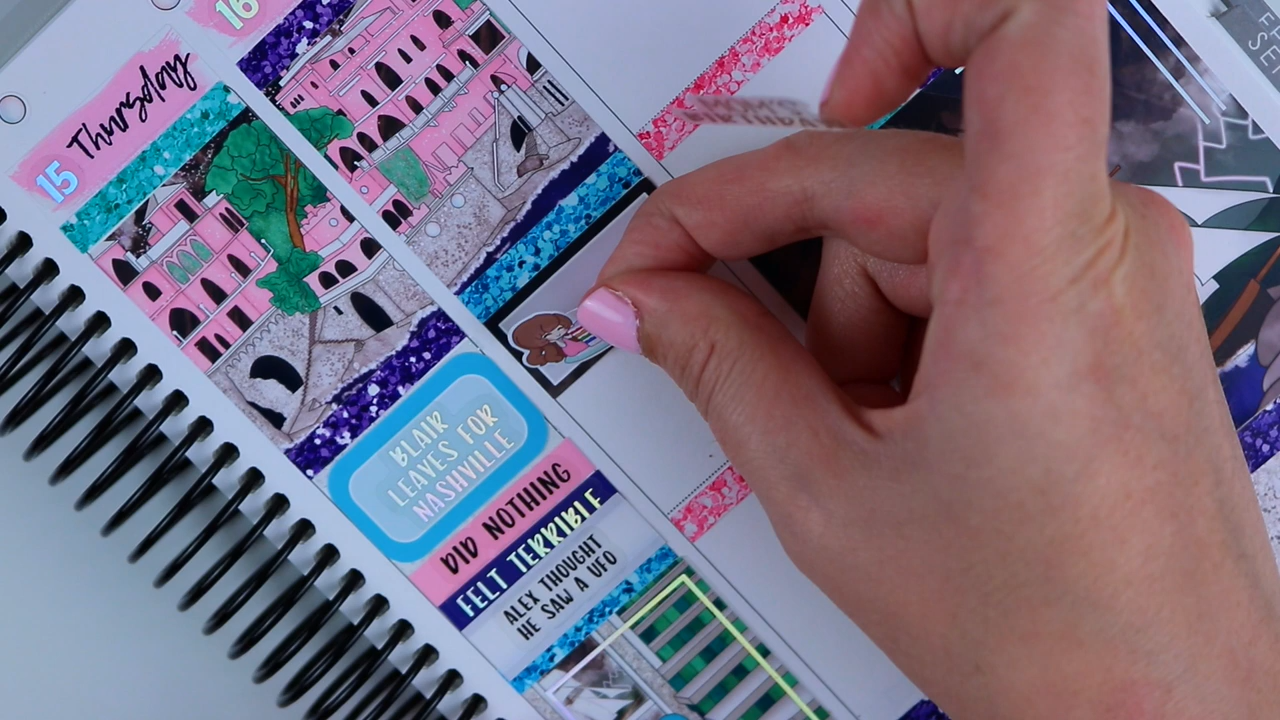 16
Thursday
15
BLAIR
LEAVES FOR
NASHVILLE
DID NOTHING
FELT TERRIBLE
ALEX THOUGHT
HE SAW A UFO